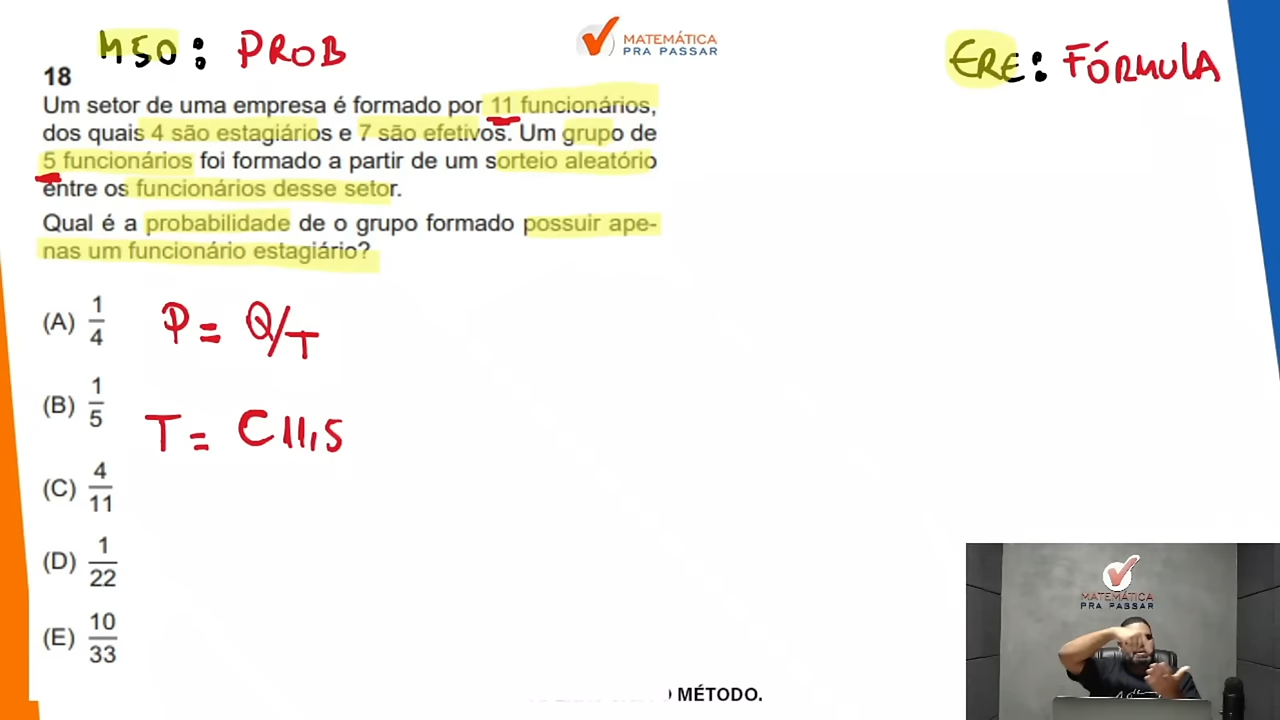 MSO: PROB
MATEMÁTICA
PRA PASSAR
ERE: FÓRMULA
18
Um setor de uma empresa é formado por 11 funcionários,
dos quais 4 são estagiários e 7 são efetivos. Um grupo de
5 funcionários foi formado a partir de um sorteio aleatório
entre os funcionários desse setor.
Qual é a probabilidade de o grupo formado possuir ape-
nas um funcionário estagiário?
(A) 1/4
P = Q/T
(B) 1/5
T = C11,5
(C) 4/11
(D) 1/22
(E) 10/33
MATEMÁTICA
PRA PASSAR
MÉTODO.